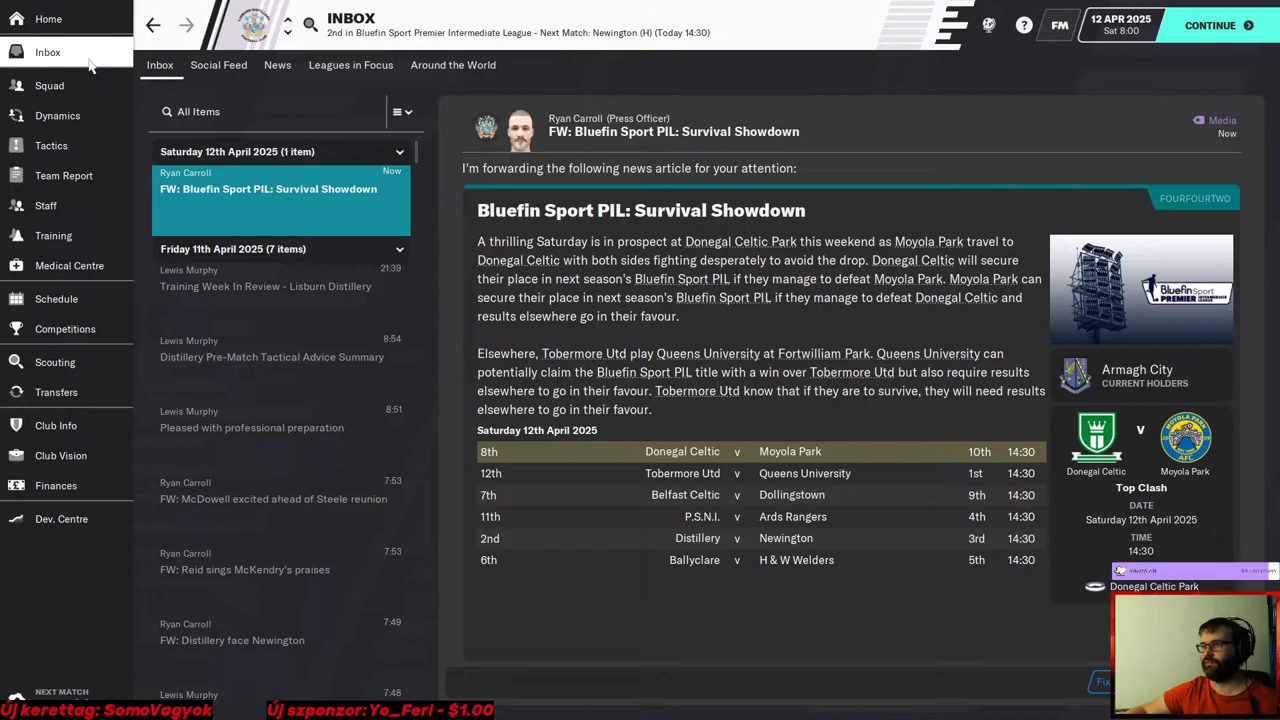 Home
Inbox
Squad
Dynamics
Tactics
Team Report
Staff
Training
Medical Centre
Schedule
Competitions
Scouting
Transfers
Club Info
Club Vision
Finances
Dev. Centre
NEXT MATCH
INBOX
2nd in Bluefin Sport Premier Intermediate League - Next Match: Newington (H) (Today 14:30)
FM
12 APR 2025
Sat 8:00
CONTINUE
Inbox
Social Feed
News
Leagues in Focus
Around the World
All Items
Saturday 12th April 2025 (1 item)
Ryan Carroll Now
FW: Bluefin Sport PIL: Survival Showdown
Friday 11th April 2025 (7 items)
Lewis Murphy 21:39
Training Week In Review - Lisburn Distillery
Lewis Murphy 8:54
Distillery Pre-Match Tactical Advice Summary
Lewis Murphy 8:51
Pleased with professional preparation
Ryan Carroll 7:53
FW: McDowell excited ahead of Steele reunion
Ryan Carroll 7:53
FW: Reid sings McKendry's praises
Ryan Carroll 7:49
FW: Distillery face Newington
Lewis Murphy 7:48
Ryan Carroll (Press Officer)
FW: Bluefin Sport PIL: Survival Showdown
Media
Now
I'm forwarding the following news article for your attention:
FOURFOURTWO
Bluefin Sport PIL: Survival Showdown
A thrilling Saturday is in prospect at Donegal Celtic Park this weekend as Moyola Park travel to
Donegal Celtic with both sides fighting desperately to avoid the drop. Donegal Celtic will secure
their place in next season's Bluefin Sport PIL if they manage to defeat Moyola Park. Moyola Park can
secure their place in next season's Bluefin Sport PIL if they manage to defeat Donegal Celtic and
results elsewhere go in their favour.
Elsewhere, Tobermore Utd play Queens University at Fortwilliam Park. Queens University can
potentially claim the Bluefin Sport PIL title with a win over Tobermore Utd but also require results
elsewhere to go in their favour. Tobermore Utd know that if they are to survive, they will need results
elsewhere to go in their favour.
Saturday 12th April 2025
8th Donegal Celtic v Moyola Park 10th 14:30
12th Tobermore Utd v Queens University 1st 14:30
7th Belfast Celtic v Dollingstown 9th 14:30
11th P.S.N.I. v Ards Rangers 4th 14:30
2nd Distillery v Newington 3rd 14:30
6th Ballyclare v H & W Welders 5th 14:30
Bluefin Sport
PREMIER INTERMEDIATE LEAGUE
Armagh City
CURRENT HOLDERS
v
Donegal Celtic Moyola Park
Top Clash
DATE
Saturday 12th April 2025
TIME
14:30
Donegal Celtic Park
Új kerettag: SomoVagyok
Új szponzor: Yo_Feri - $1.00